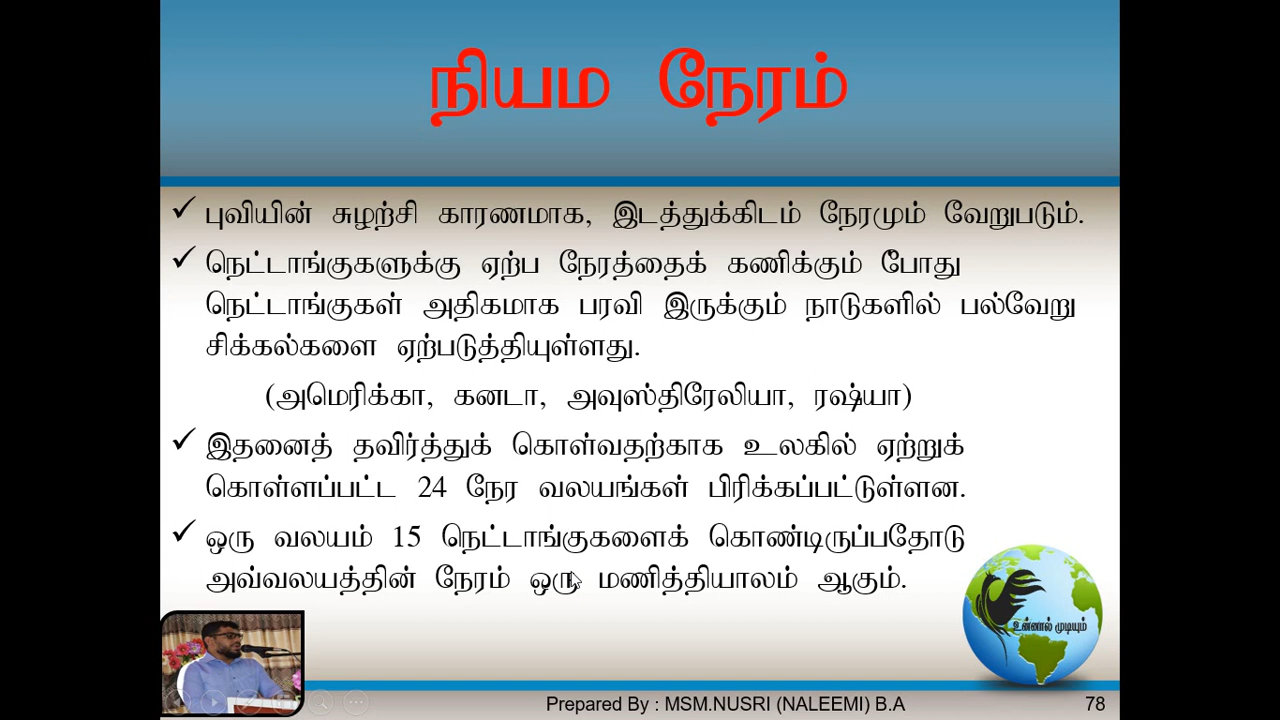 நியம நேரம்
✓ புவியின் சுழற்சி காரணமாக, இடத்துக்கிடம் நேரமும் வேறுபடும்.
✓ நெட்டாங்குகளுக்கு ஏற்ப நேரத்தைக் கணிக்கும் போது
நெட்டாங்குகள் அதிகமாக பரவி இருக்கும் நாடுகளில் பல்வேறு
சிக்கல்களை ஏற்படுத்தியுள்ளது.
(அமெரிக்கா, கனடா, அவுஸ்திரேலியா, ரஷ்யா)
✓ இதனைத் தவிர்த்துக் கொள்வதற்காக உலகில் ஏற்றுக்
கொள்ளப்பட்ட 24 நேர வலயங்கள் பிரிக்கப்பட்டுள்ளன.
✓ ஒரு வலயம் 15 நெட்டாங்குகளைக் கொண்டிருப்பதோடு
அவ்வலயத்தின் நேரம் ஒரு மணித்தியாலம் ஆகும்.
உன்னால் முடியும்
Prepared By : MSM.NUSRI (NALEEMI) B.A
78